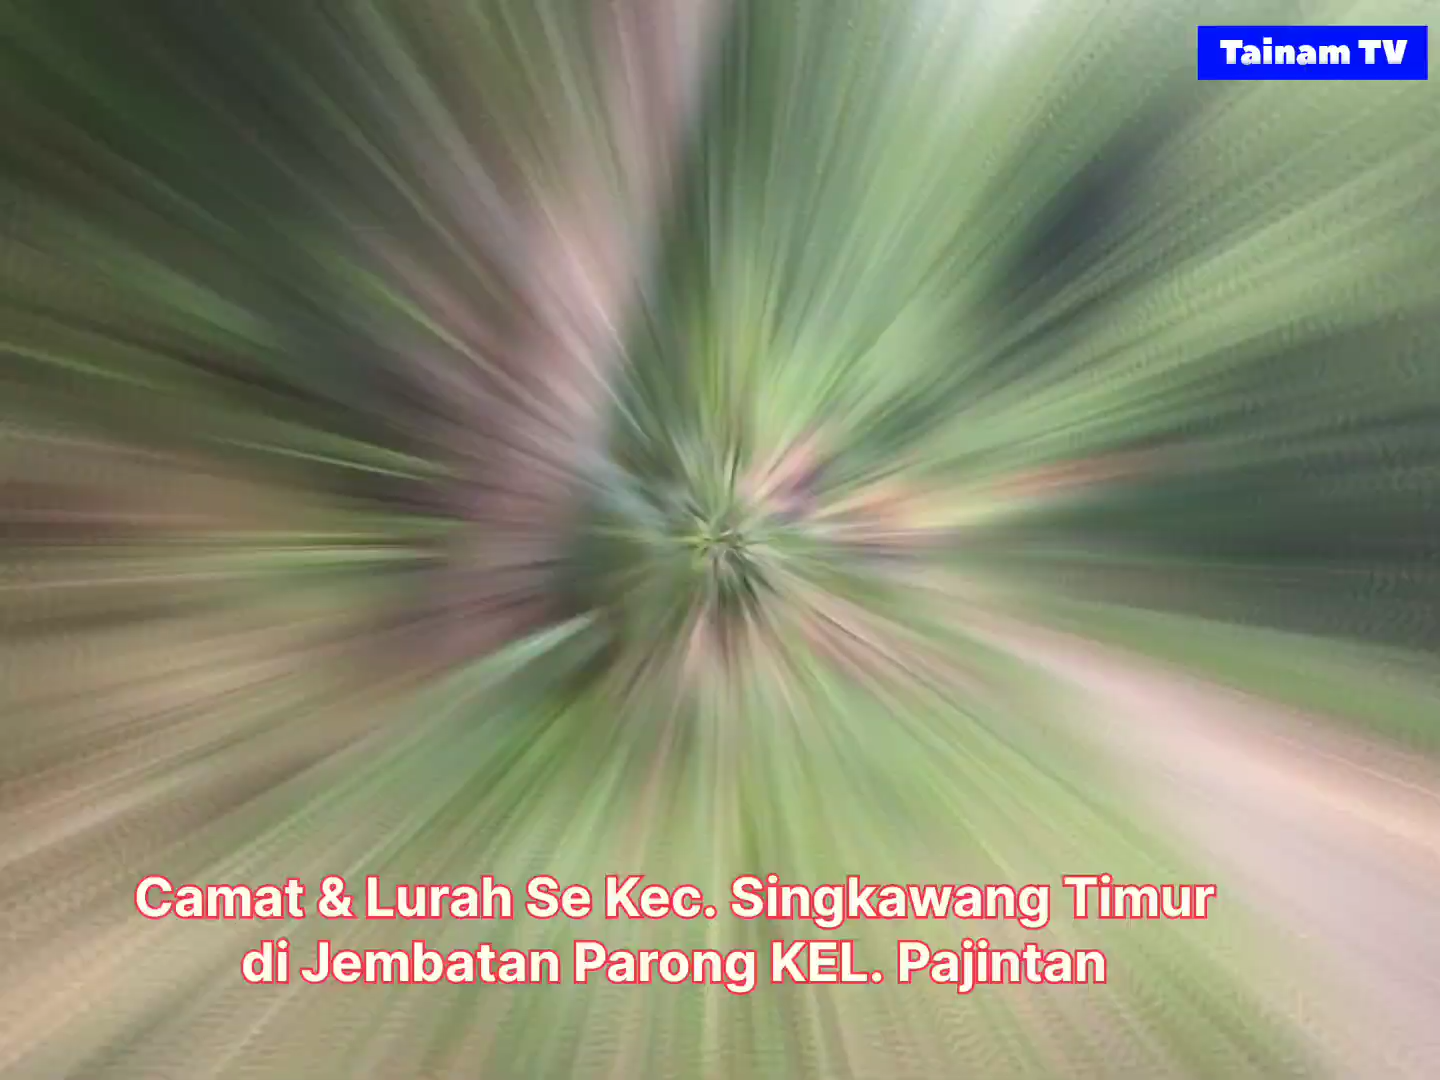 Tainam TV
Camat & Lurah Se Kec. Singkawang Timur
di Jembatan Parong KEL. Pajintan